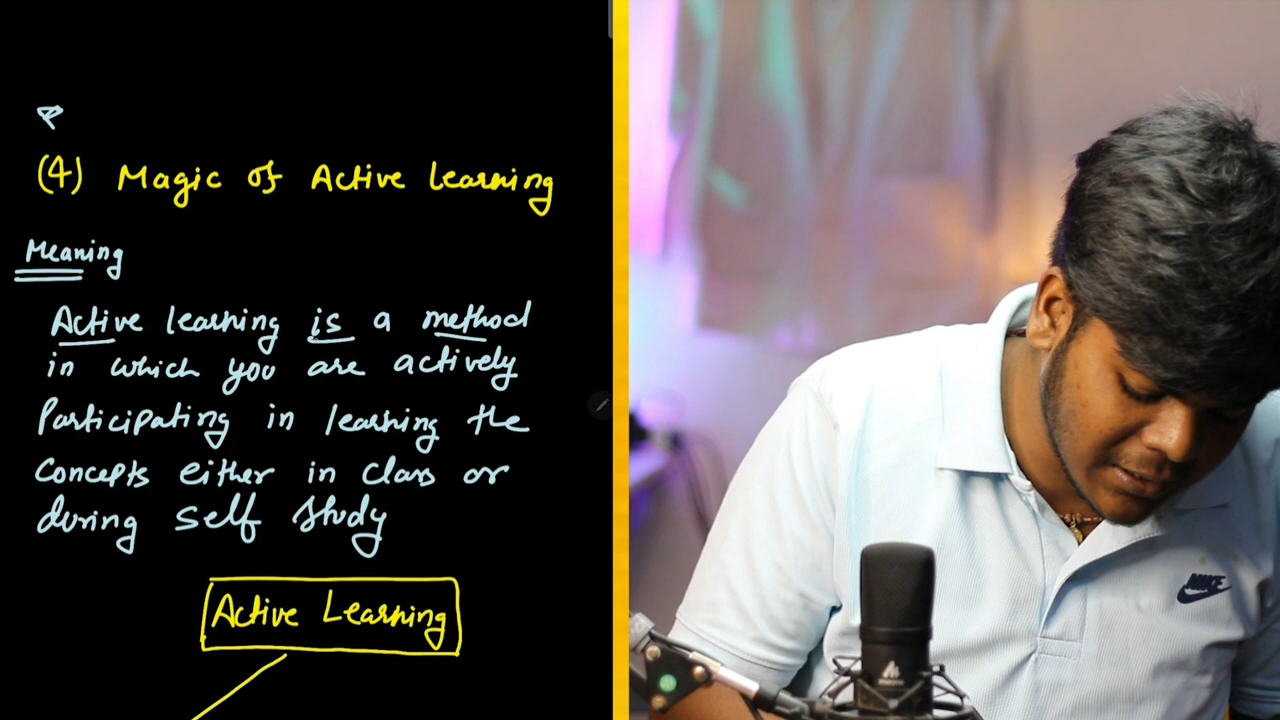 (4) Magic of Active learning
Meaning
Active learning is a method
in which you are actively
Participating in learning the
concepts either in class or
during self study
Active Learning
NIKE